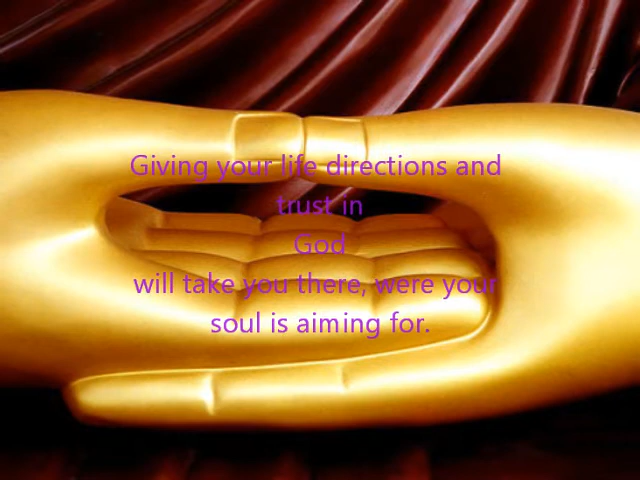 Giving your life directions and
trust in
God
will take you there, were your
soul is aiming for.